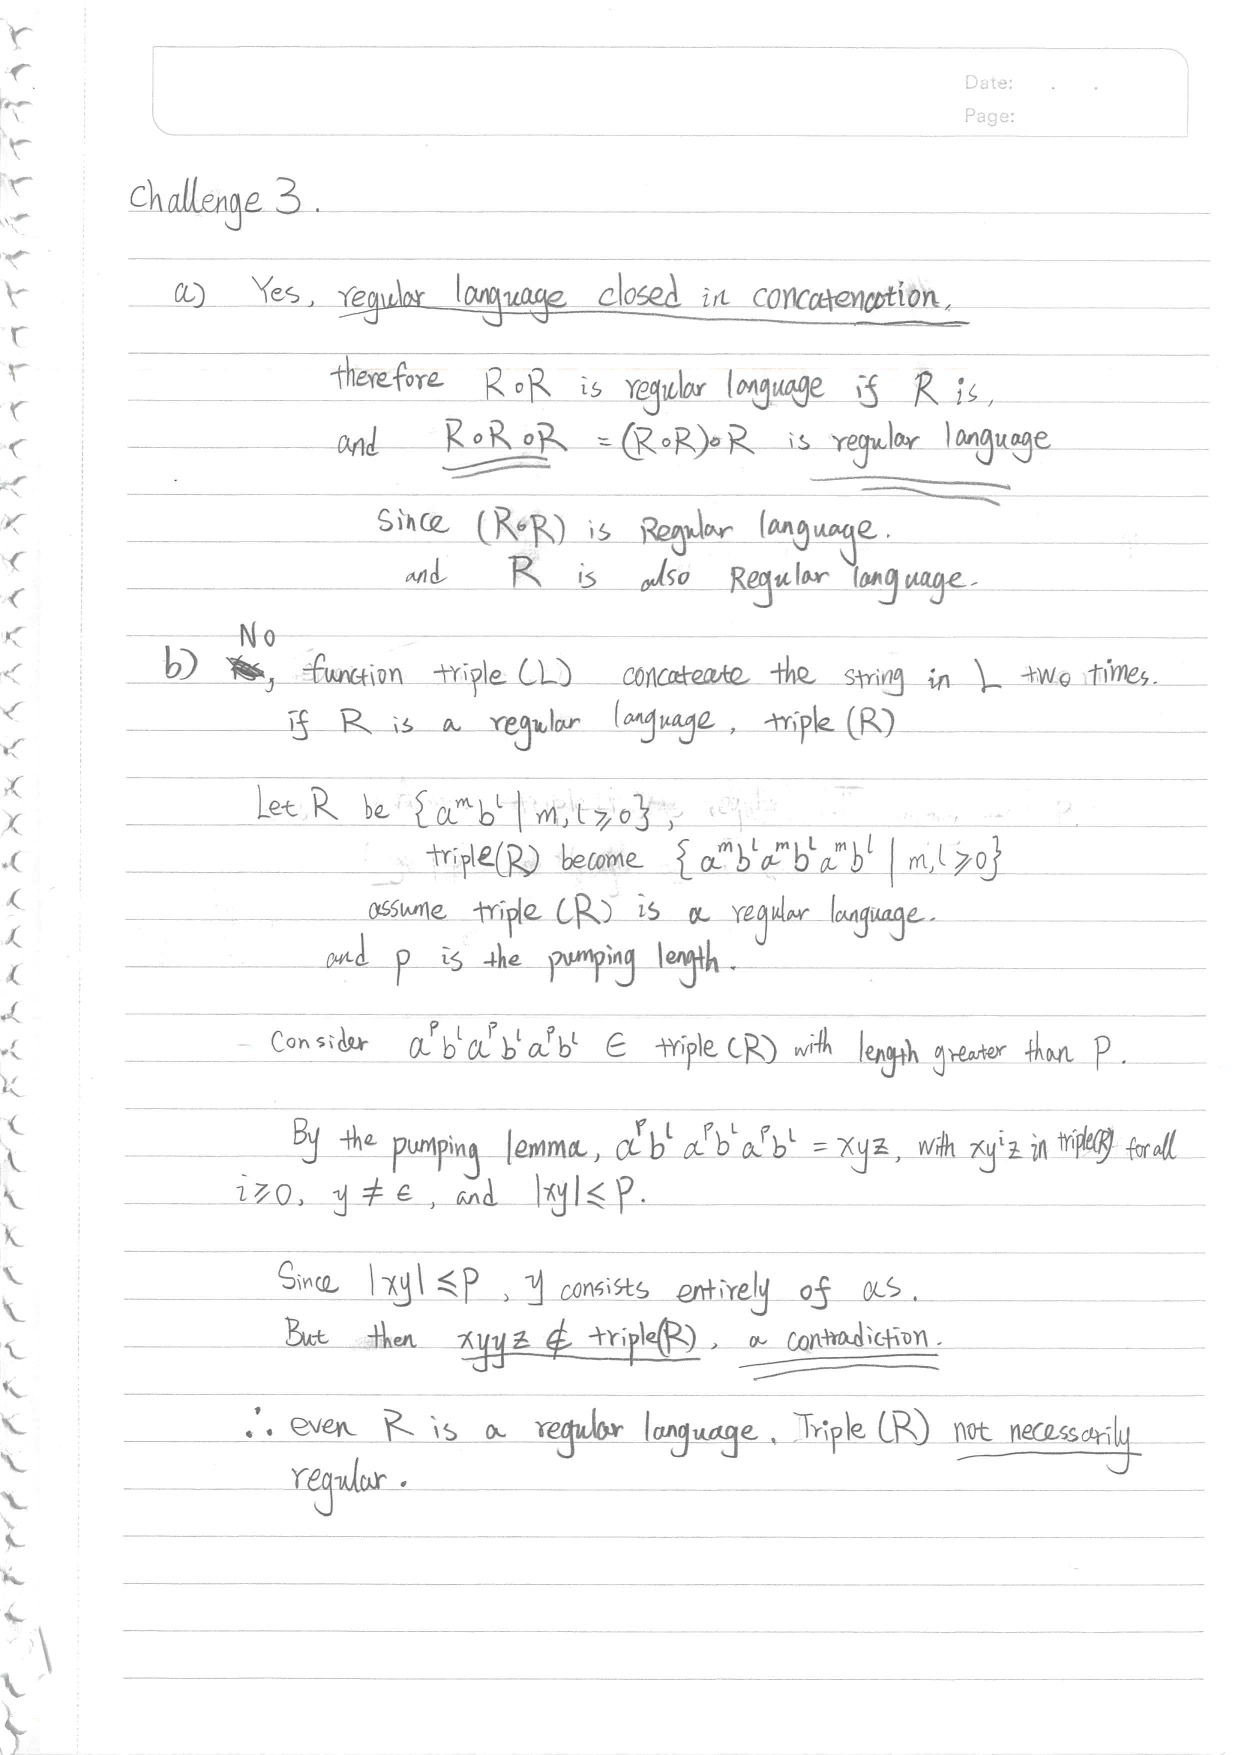 Date: . .
Page:
Challenge 3.
a) Yes, regular language closed in concatenation.
therefore R∘R is regular language if R is,
and R∘R∘R = (R∘R)∘R is regular language
Since (R∘R) is Regular language.
and R is also Regular language.
No
b) , function triple (L) concateate the string in L two times.
if R is a regular language, triple (R)
Let R be {aᵐbˡ | m, l ≥ 0},
triple(R) become {aᵐbˡaᵐbˡaᵐbˡ | m, l ≥ 0}
assume triple (R) is a regular language.
and p is the pumping length.
Consider aᵖbˡaᵖbˡaᵖbˡ ∈ triple (R) with length greater than P.
By the pumping lemma, aᵖbˡaᵖbˡaᵖbˡ = xyz, with xyⁱz in triple(R) for all
i≥0, y ≠ ϵ, and |xy| ≤ P.
Since |xy| ≤ P, y consists entirely of as.
But then xyyz ∉ triple(R), a contradiction.
∴ even R is a regular language, Triple (R) not necessarily
regular.